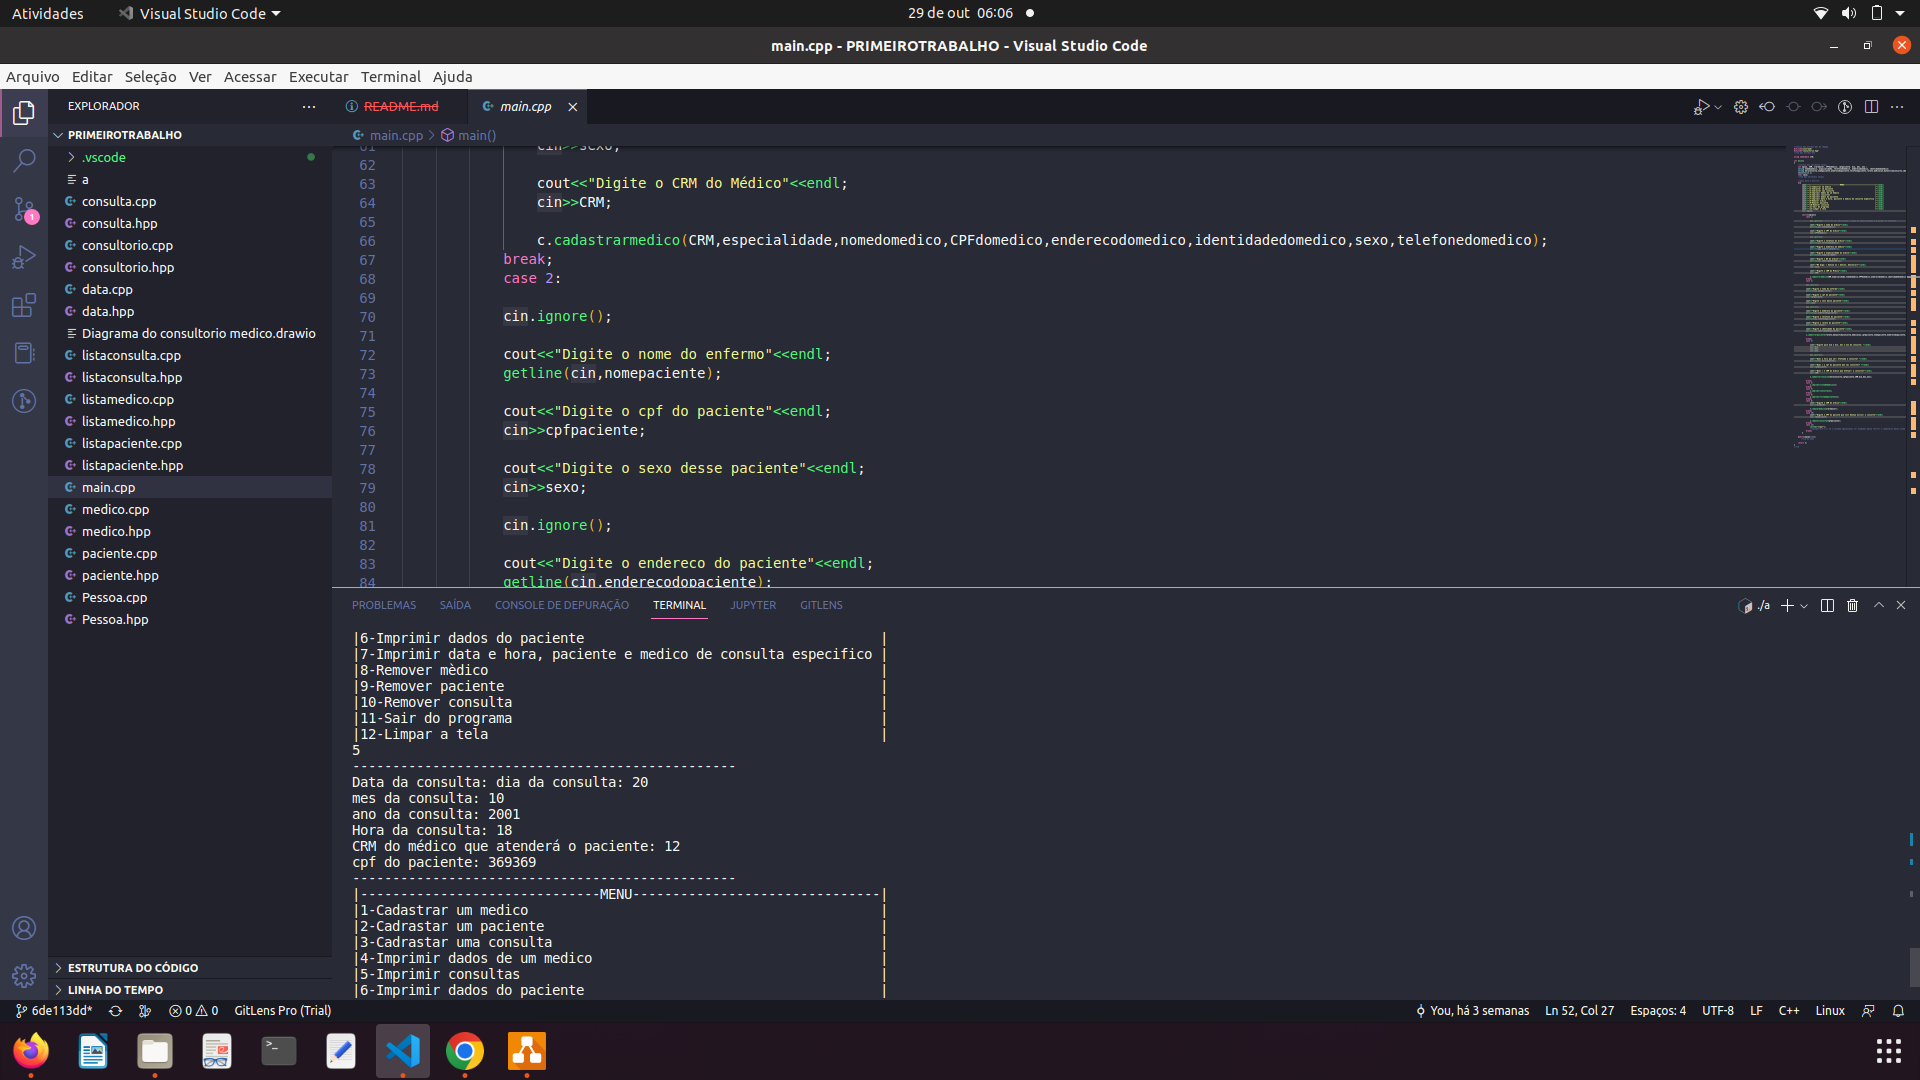 Atividades
Visual Studio Code
29 de out 06:06
main.cpp - PRIMEIROTRABALHO - Visual Studio Code
Arquivo Editar Seleção Ver Acessar Executar Terminal Ajuda
EXPLORADOR
README.md
main.cpp
PRIMEIROTRABALHO
main.cpp > main()
.vscode
a
consulta.cpp
consulta.hpp
consultorio.cpp
consultorio.hpp
data.cpp
data.hpp
Diagrama do consultorio medico.drawio
listaconsulta.cpp
listaconsulta.hpp
listamedico.cpp
listamedico.hpp
listapaciente.cpp
listapaciente.hpp
main.cpp
medico.cpp
medico.hpp
paciente.cpp
paciente.hpp
Pessoa.cpp
Pessoa.hpp
ESTRUTURA DO CÓDIGO
LINHA DO TEMPO
1
61 cin>>sexo;
62
63 cout<<"Digite o CRM do Médico"<<endl;
64 cin>>CRM;
65
66 c.cadastrarmedico(CRM,especialidade,nomedomedico,CPFdomedico,enderecodomedico,identidadedomedico,sexo,telefonedomedico);
67 break;
68 case 2:
69
70 cin.ignore();
71
72 cout<<"Digite o nome do enfermo"<<endl;
73 getline(cin,nomepaciente);
74
75 cout<<"Digite o cpf do paciente"<<endl;
76 cin>>cpfpaciente;
77
78 cout<<"Digite o sexo desse paciente"<<endl;
79 cin>>sexo;
80
81 cin.ignore();
82
83 cout<<"Digite o endereco do paciente"<<endl;
84 getline(cin,enderecodopaciente);
PROBLEMAS SAÍDA CONSOLE DE DEPURAÇÃO TERMINAL JUPYTER GITLENS
./a
|6-Imprimir dados do paciente |
|7-Imprimir data e hora, paciente e medico de consulta especifico |
|8-Remover mèdico |
|9-Remover paciente |
|10-Remover consulta |
|11-Sair do programa |
|12-Limpar a tela |
5
------------------------------------------------
Data da consulta: dia da consulta: 20
mes da consulta: 10
ano da consulta: 2001
Hora da consulta: 18
CRM do médico que atenderá o paciente: 12
cpf do paciente: 369369
------------------------------------------------
|------------------------------MENU-------------------------------|
|1-Cadastrar um medico |
|2-Cadrastar um paciente |
|3-Cadrastar uma consulta |
|4-Imprimir dados de um medico |
|5-Imprimir consultas |
|6-Imprimir dados do paciente |
6de113dd* 0 0 GitLens Pro (Trial)
You, há 3 semanas Ln 52, Col 27 Espaços: 4 UTF-8 LF C++ Linux